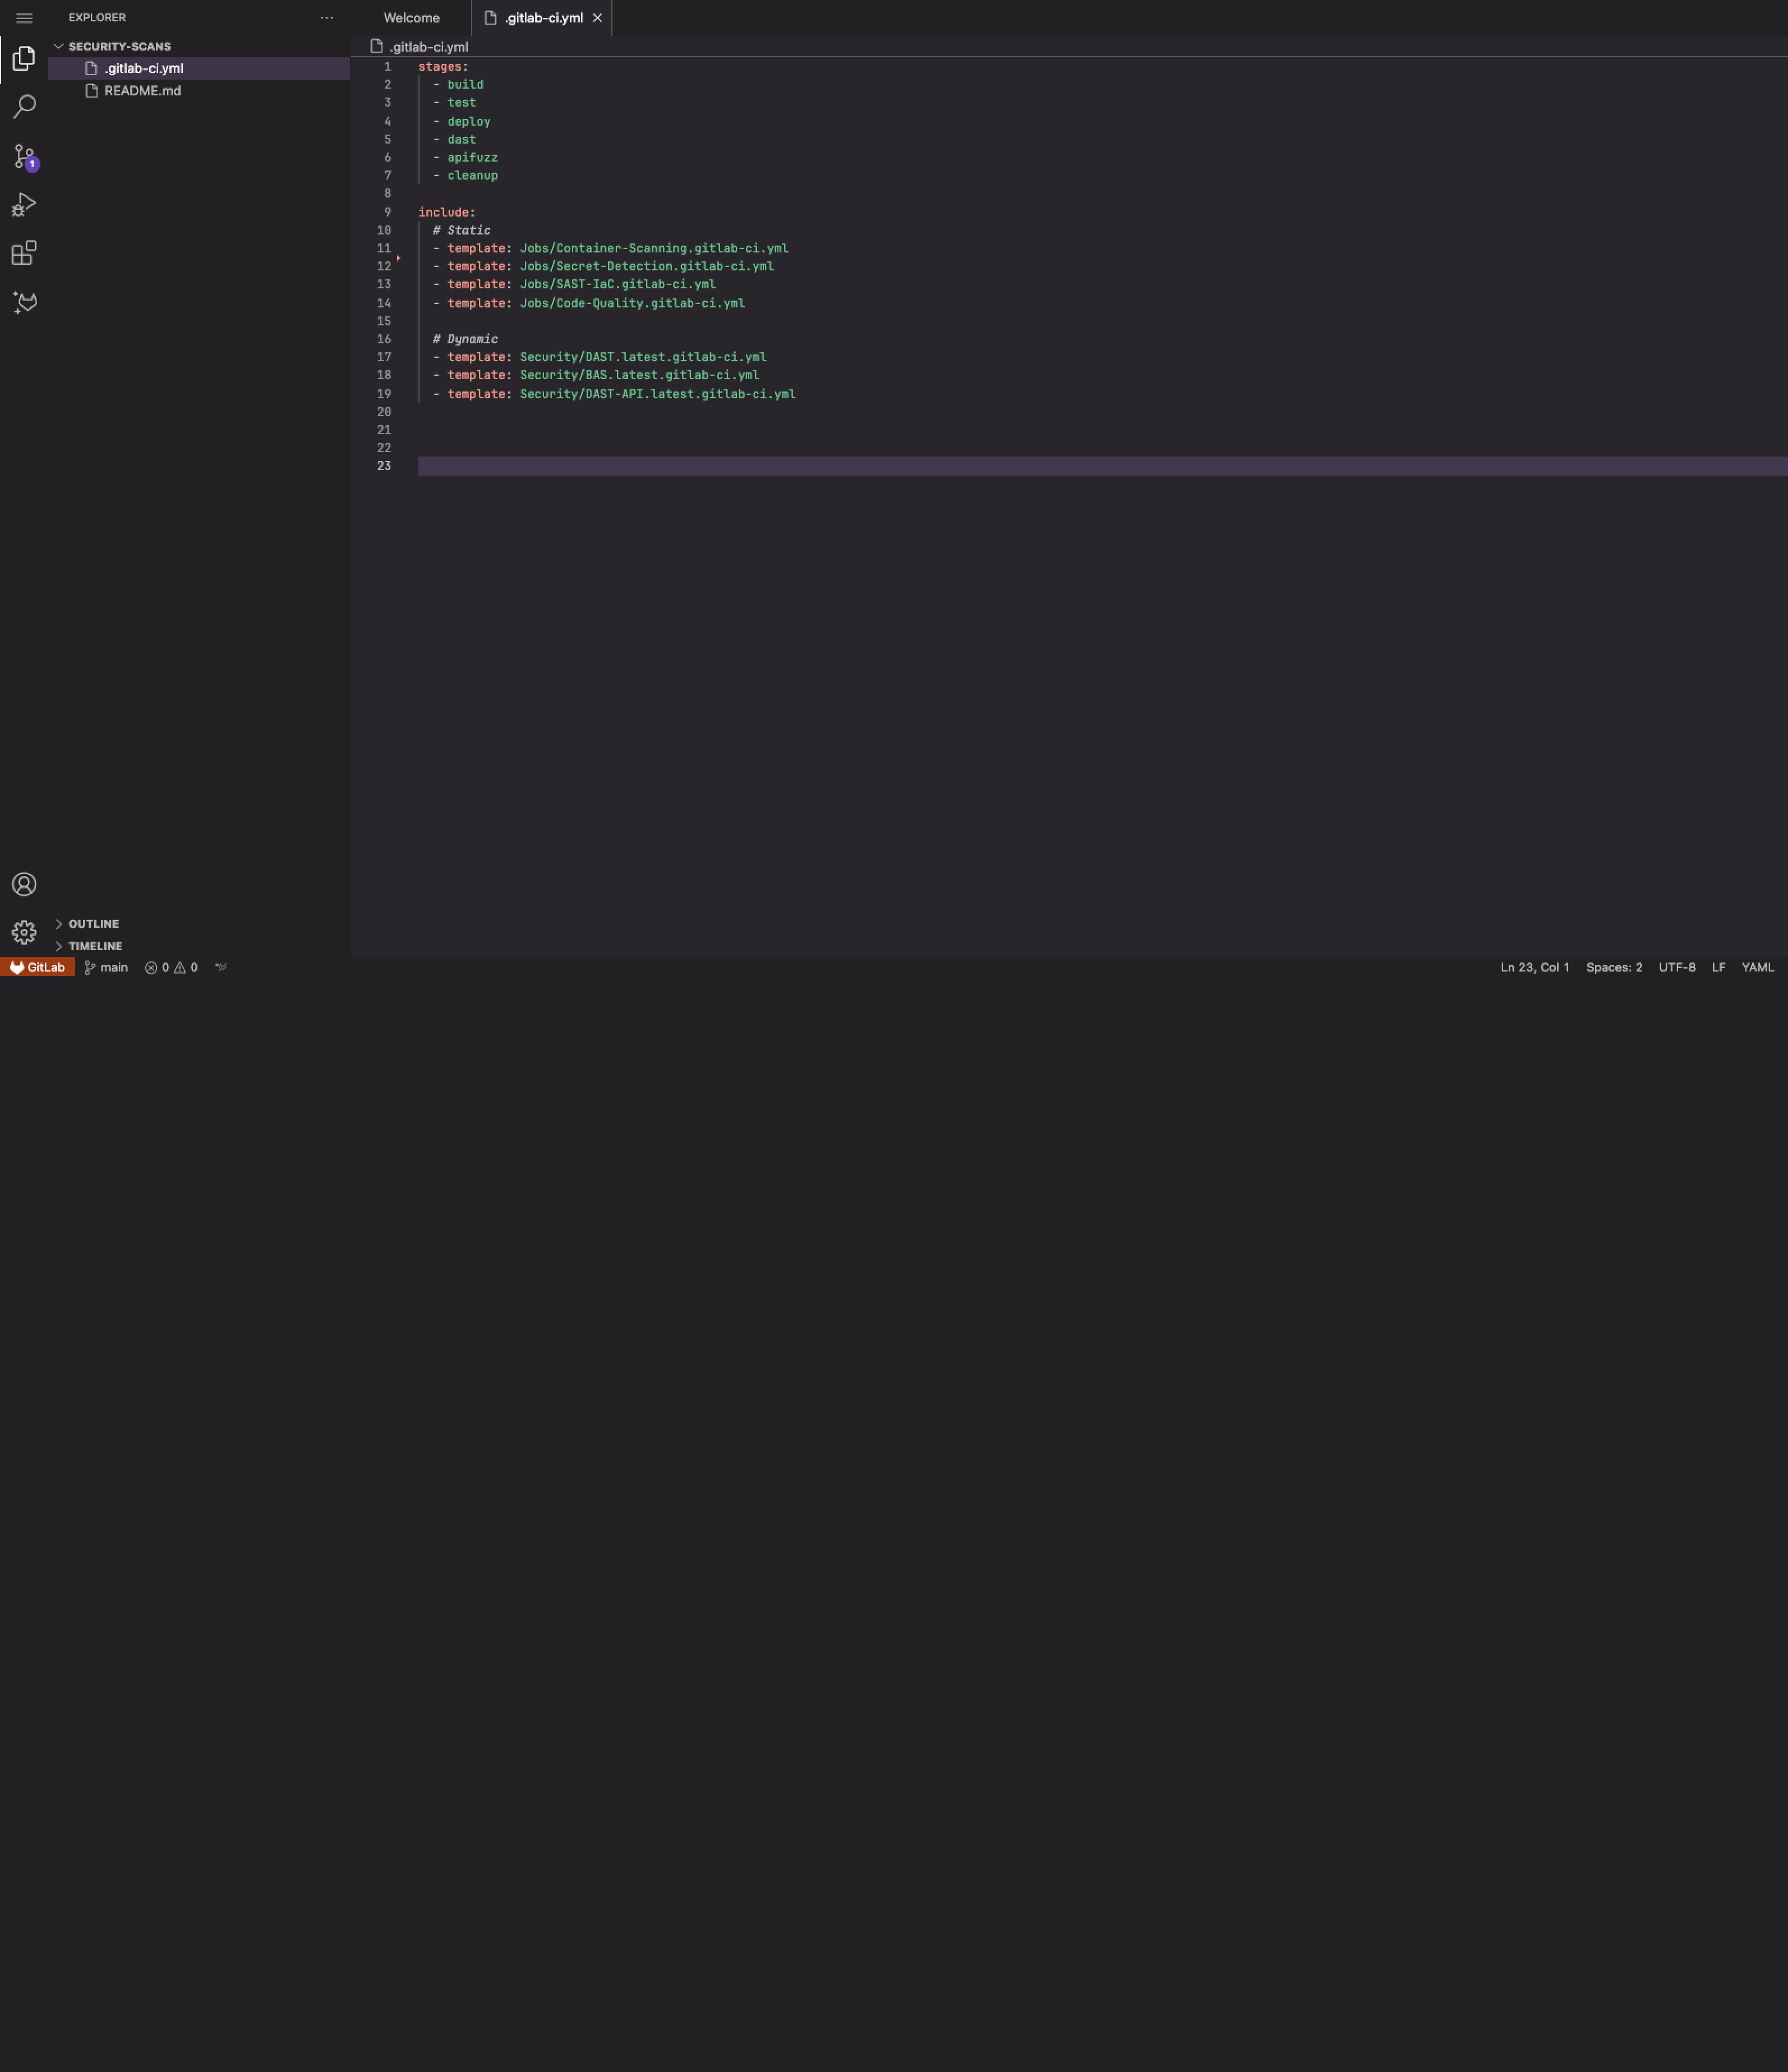 EXPLORER
SECURITY-SCANS
.gitlab-ci.yml
README.md
1
OUTLINE
TIMELINE
Welcome
.gitlab-ci.yml
.gitlab-ci.yml
1 stages:
2 - build
3 - test
4 - deploy
5 - dast
6 - apifuzz
7 - cleanup
8
9 include:
10 # Static
11 - template: Jobs/Container-Scanning.gitlab-ci.yml
12 - template: Jobs/Secret-Detection.gitlab-ci.yml
13 - template: Jobs/SAST-IaC.gitlab-ci.yml
14 - template: Jobs/Code-Quality.gitlab-ci.yml
15
16 # Dynamic
17 - template: Security/DAST.latest.gitlab-ci.yml
18 - template: Security/BAS.latest.gitlab-ci.yml
19 - template: Security/DAST-API.latest.gitlab-ci.yml
20
21
22
23
GitLab main 0 0 Ln 23, Col 1 Spaces: 2 UTF-8 LF YAML